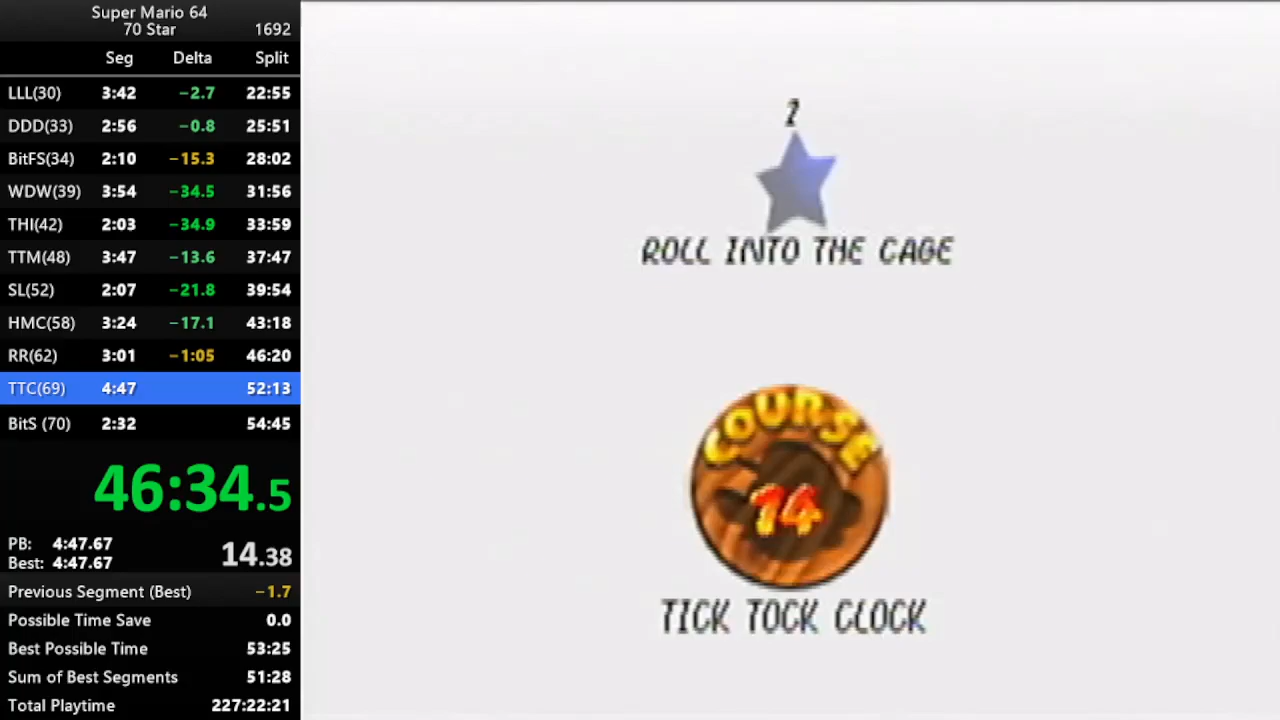 Super Mario 64
70 Star 1692
Seg Delta Split
LLL(30) 3:42 −2.7 22:55
DDD(33) 2:56 −0.8 25:51
BitFS(34) 2:10 −15.3 28:02
WDW(39) 3:54 −34.5 31:56
THI(42) 2:03 −34.9 33:59
TTM(48) 3:47 −13.6 37:47
SL(52) 2:07 −21.8 39:54
HMC(58) 3:24 −17.1 43:18
RR(62) 3:01 −1:05 46:20
TTC(69) 4:47 52:13
BitS (70) 2:32 54:45
46:34.5
PB: 4:47.67
Best: 4:47.67
14.38
Previous Segment (Best) −1.7
Possible Time Save 0.0
Best Possible Time 53:25
Sum of Best Segments 51:28
Total Playtime 227:22:21
2
ROLL INTO THE CAGE
COURSE
14
TICK TOCK CLOCK